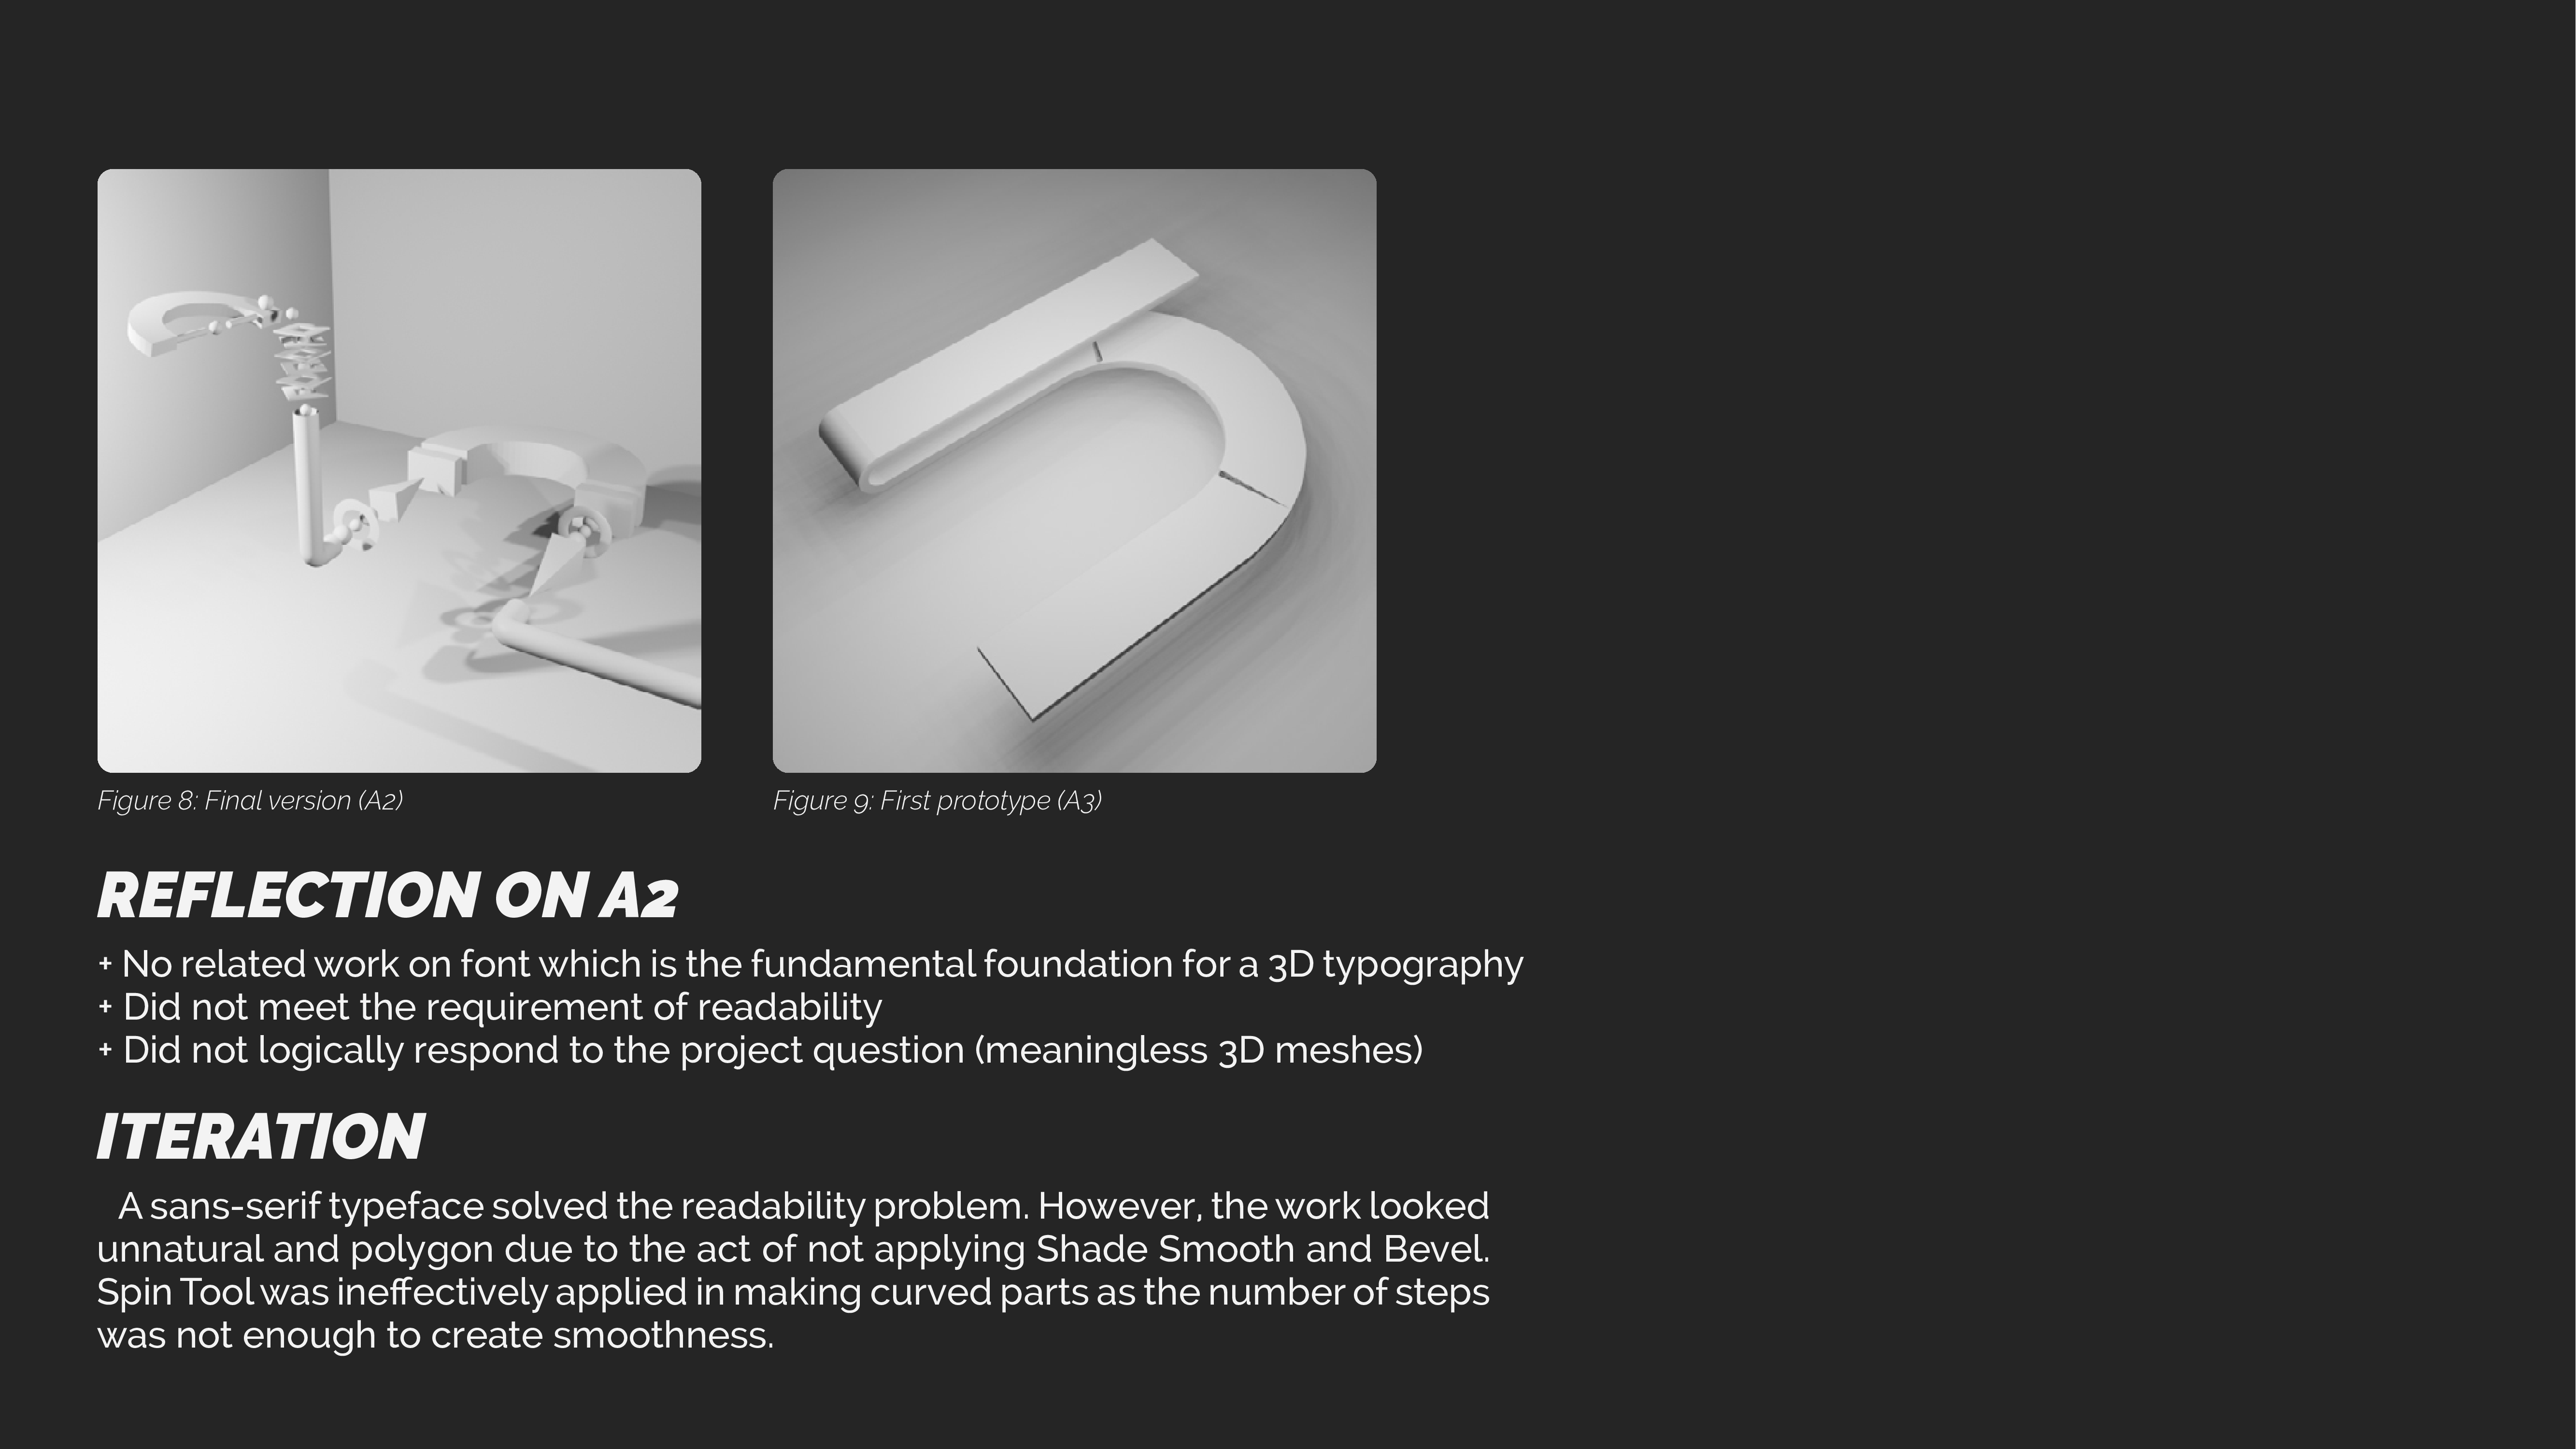 Figure 8: Final version (A2)
Figure 9: First prototype (A3)
REFLECTION ON A2
+ No related work on font which is the fundamental foundation for a 3D typography
+ Did not meet the requirement of readability
+ Did not logically respond to the project question (meaningless 3D meshes)
ITERATION
A sans-serif typeface solved the readability problem. However, the work looked
unnatural and polygon due to the act of not applying Shade Smooth and Bevel.
Spin Tool was ineffectively applied in making curved parts as the number of steps
was not enough to create smoothness.